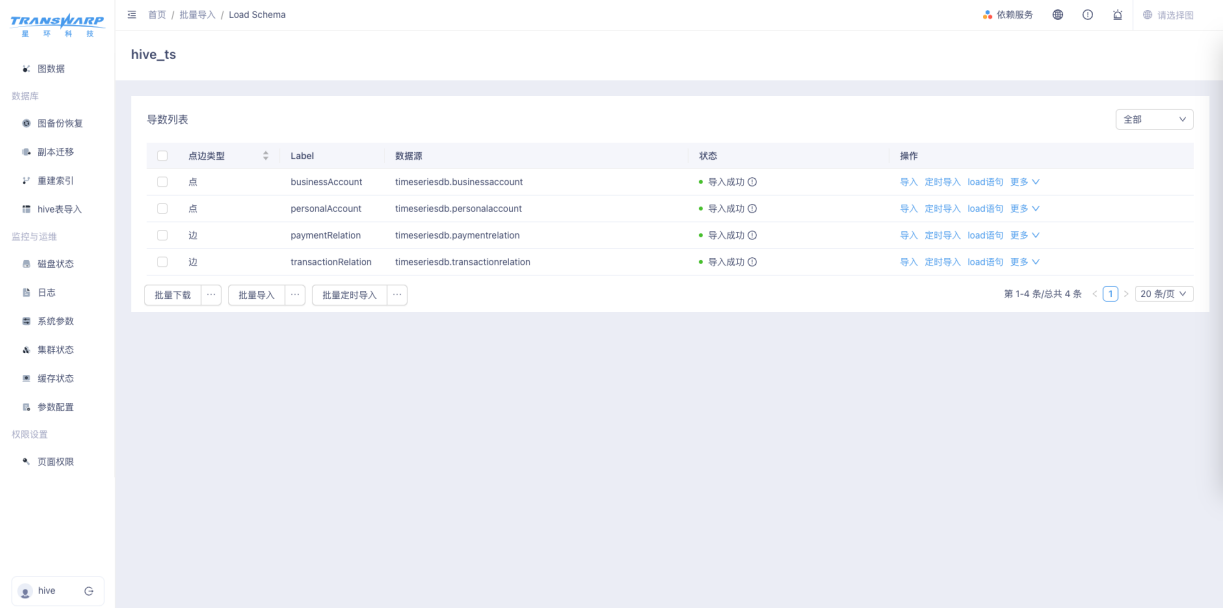 TRANSWARP
星 环 科 技
首页 / 批量导入 / Load Schema
依赖服务
请选择图
hive_ts
图数据
数据库
图备份恢复
副本迁移
重建索引
hive表导入
监控与运维
磁盘状态
日志
系统参数
集群状态
缓存状态
参数配置
权限设置
页面权限
hive
导数列表
全部
点边类型 Label 数据源 状态 操作
点 businessAccount timeseriesdb.businessaccount 导入成功 导入 定时导入 load语句 更多
点 personalAccount timeseriesdb.personalaccount 导入成功 导入 定时导入 load语句 更多
边 paymentRelation timeseriesdb.paymentrelation 导入成功 导入 定时导入 load语句 更多
边 transactionRelation timeseriesdb.transactionrelation 导入成功 导入 定时导入 load语句 更多
批量下载 ··· 批量导入 ··· 批量定时导入 ··· 第 1-4 条/总共 4 条 < 1 > 20 条/页